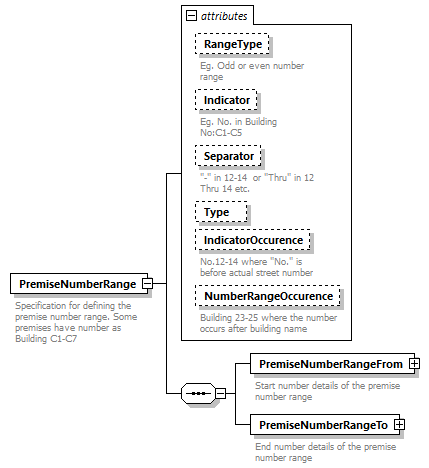 attributes
RangeType
Eg. Odd or even number
range
Indicator
Eg. No. in Building
No:C1-C5
Separator
"-" in 12-14 or "Thru" in 12
Thru 14 etc.
Type
IndicatorOccurence
No.12-14 where "No." is
before actual street number
NumberRangeOccurence
Building 23-25 where the number
occurs after building name
PremiseNumberRange
Specification for defining the
premise number range. Some
premises have number as
Building C1-C7
PremiseNumberRangeFrom
Start number details of the premise
number range
PremiseNumberRangeTo
End number details of the premise
number range